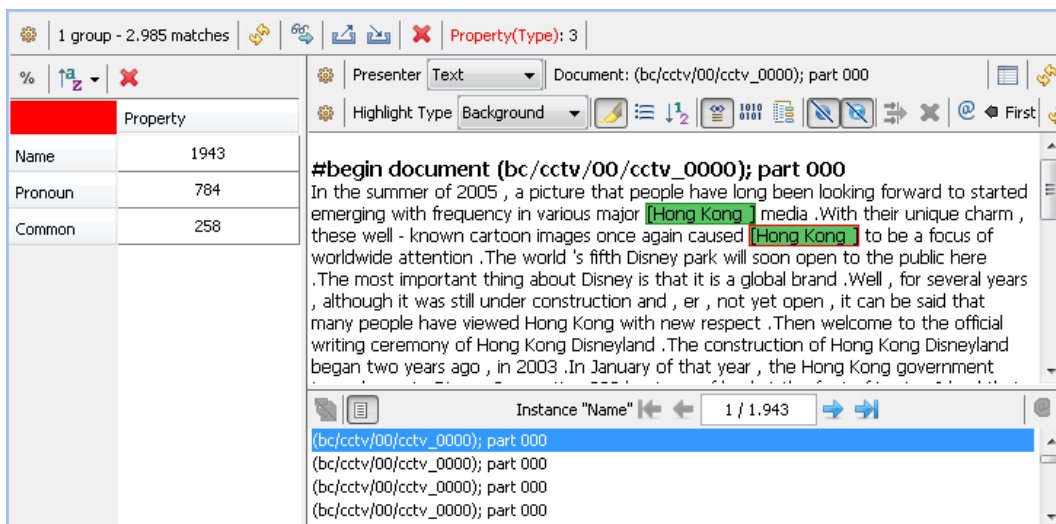 1 group - 2.985 matches
Property(Type): 3
%
Property
Name 1943
Pronoun 784
Common 258
Presenter Text Document: (bc/cctv/00/cctv_0000); part 000
Highlight Type Background First
#begin document (bc/cctv/00/cctv_0000); part 000
In the summer of 2005 , a picture that people have long been looking forward to started
emerging with frequency in various major [Hong Kong ] media .With their unique charm ,
these well - known cartoon images once again caused [Hong Kong ] to be a focus of
worldwide attention .The world 's fifth Disney park will soon open to the public here
.The most important thing about Disney is that it is a global brand .Well , for several years
, although it was still under construction and , er , not yet open , it can be said that
many people have viewed Hong Kong with new respect .Then welcome to the official
writing ceremony of Hong Kong Disneyland .The construction of Hong Kong Disneyland
began two years ago , in 2003 .In January of that year , the Hong Kong government
Instance "Name" 1 / 1.943
(bc/cctv/00/cctv_0000); part 000
(bc/cctv/00/cctv_0000); part 000
(bc/cctv/00/cctv_0000); part 000
(bc/cctv/00/cctv_0000); part 000